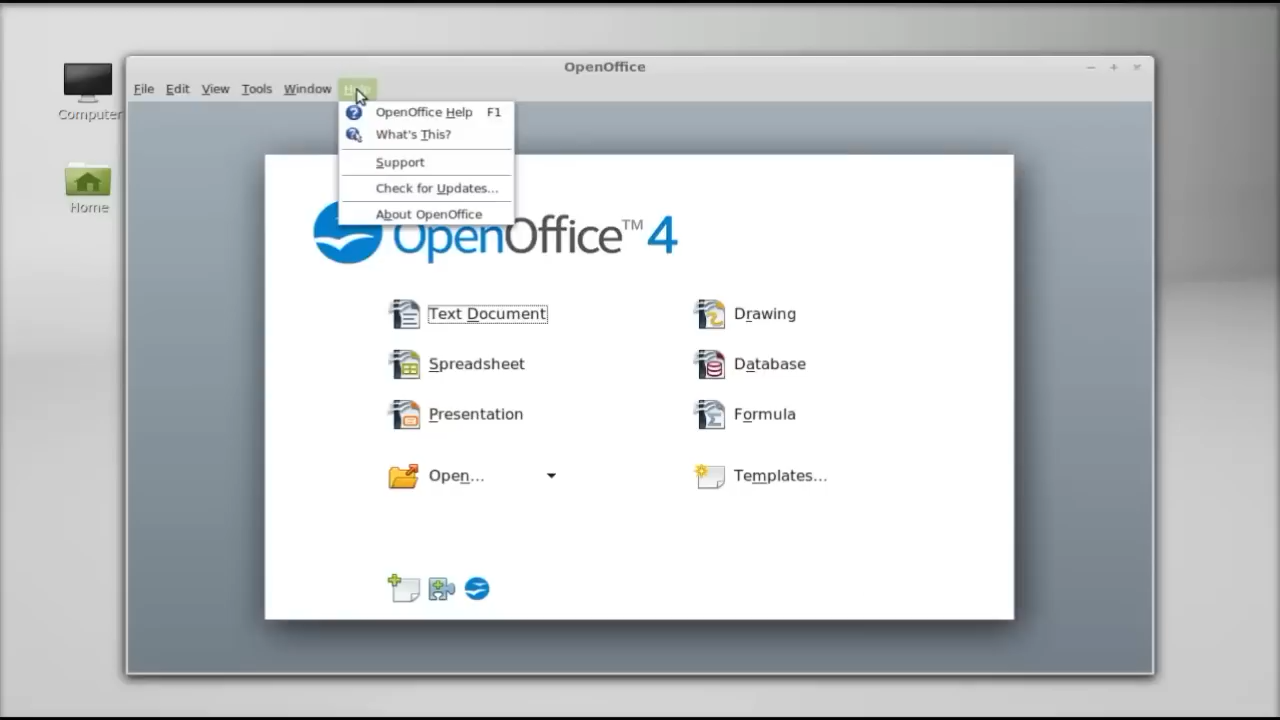 OpenOffice
File Edit View Tools Window Help
Computer
OpenOffice Help F1
What's This?
Support
Check for Updates...
About OpenOffice
Home
OpenOffice™ 4
Text Document
Drawing
Spreadsheet
Database
Presentation
Formula
Open...
Templates...